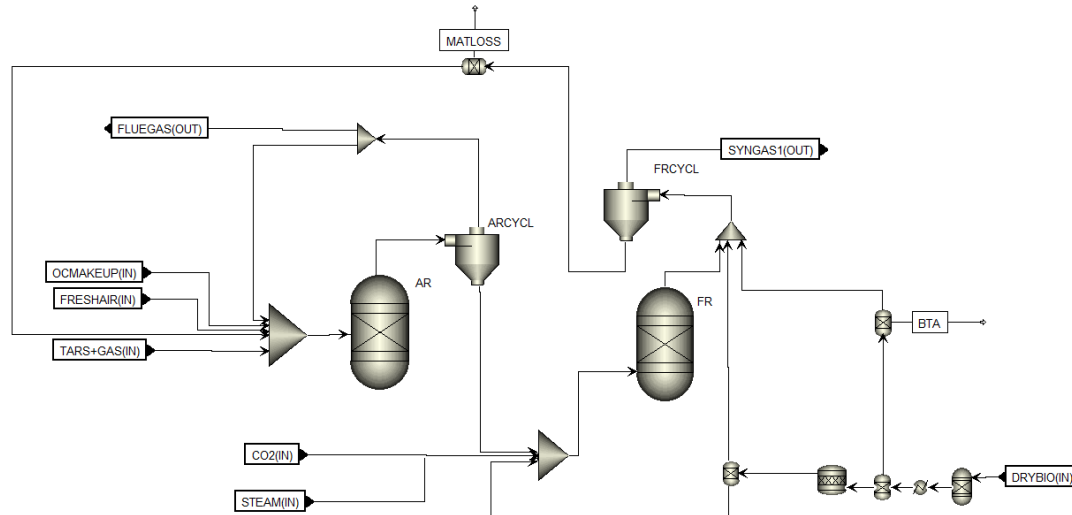 MATLOSS
FLUEGAS(OUT)
SYNGAS1(OUT)
FRCYCL
ARCYCL
OCMAKEUP(IN)
AR
FRESHAIR(IN)
FR
BTA
TARS+GAS(IN)
CO2(IN)
DRYBIO(IN)
STEAM(IN)